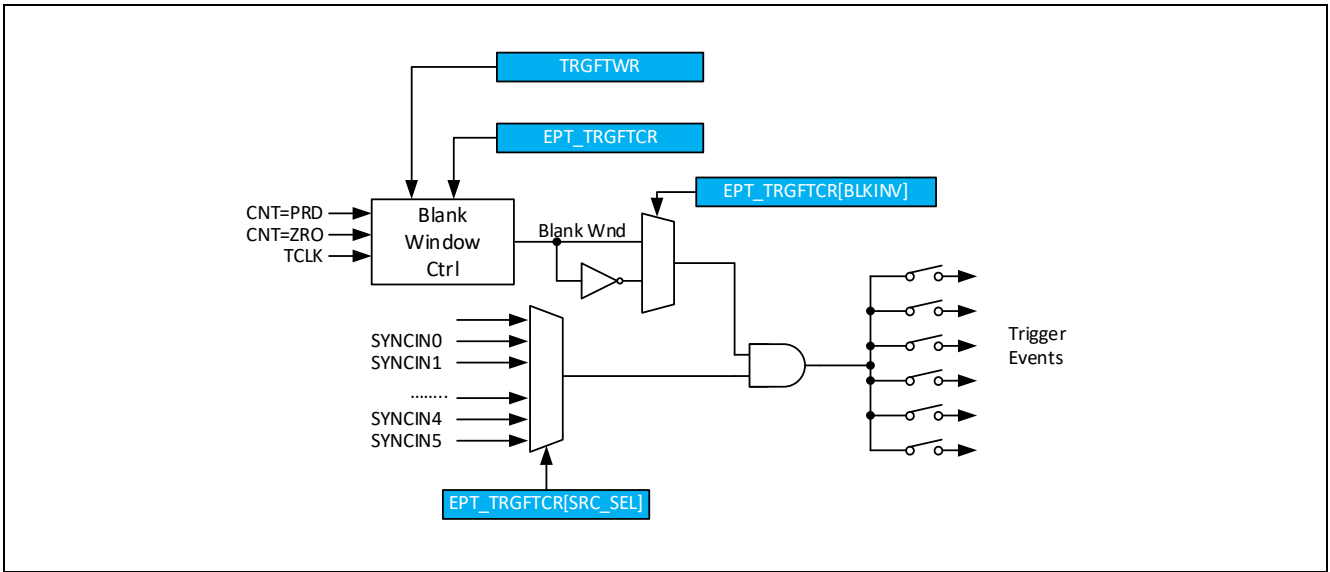 TRGFTWR
EPT_TRGFTCR
EPT_TRGFTCR[BLKINV]
CNT=PRD
CNT=ZRO
TCLK
Blank
Window
Ctrl
Blank Wnd
SYNCIN0
SYNCIN1
........
SYNCIN4
SYNCIN5
Trigger
Events
EPT_TRGFTCR[SRC_SEL]